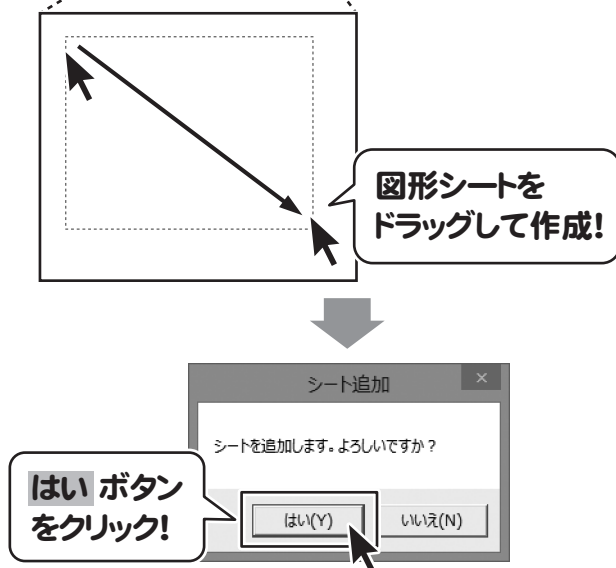 図形シートを
ドラッグして作成!
シート追加
シートを追加します。よろしいですか？
はい ボタン
をクリック!
はい(Y)
いいえ(N)